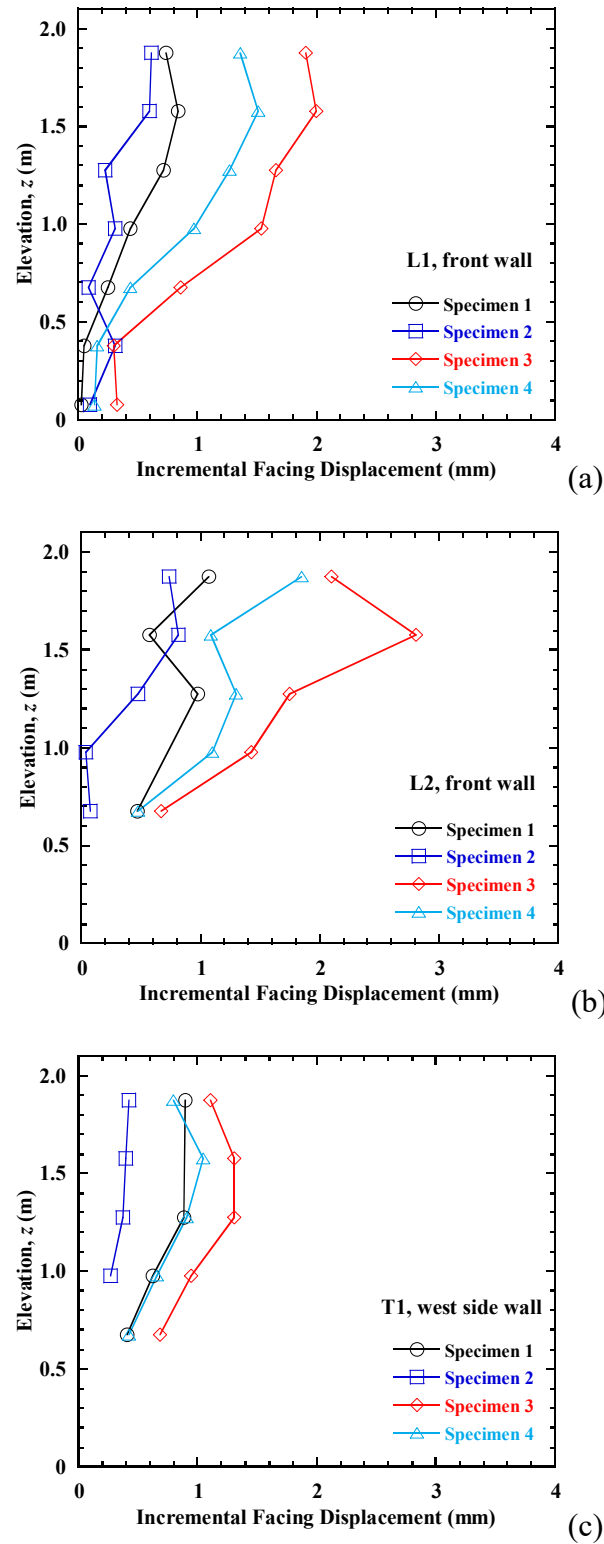 2.0
1.5
1.0
0.5
0
Elevation, z (m)
L1, front wall
Specimen 1
Specimen 2
Specimen 3
Specimen 4
0 1 2 3 4
Incremental Facing Displacement (mm)
(a)
2.0
1.5
1.0
0.5
0
Elevation, z (m)
L2, front wall
Specimen 1
Specimen 2
Specimen 3
Specimen 4
0 1 2 3 4
Incremental Facing Displacement (mm)
(b)
2.0
1.5
1.0
0.5
0
Elevation, z (m)
T1, west side wall
Specimen 1
Specimen 2
Specimen 3
Specimen 4
0 1 2 3 4
Incremental Facing Displacement (mm)
(c)